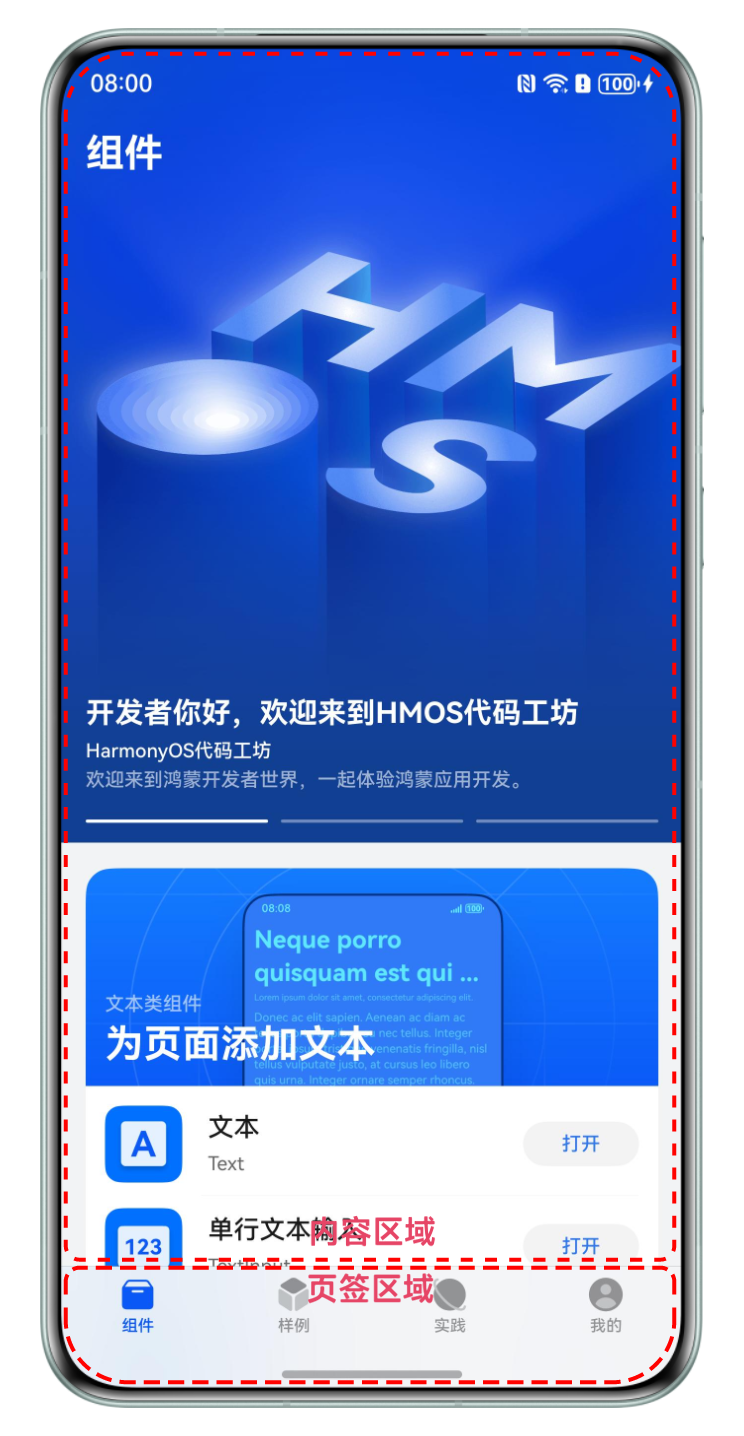 08:00 100
组件
HMS
开发者你好，欢迎来到HMOS代码工坊
HarmonyOS代码工坊
欢迎来到鸿蒙开发者世界，一起体验鸿蒙应用开发。
08:08 100
Neque porro
quisquam est qui ...
Lorem ipsum dolor sit amet, consectetur adipiscing elit.
Donec ac elit sapien. Aenean ac diam ac
nec tellus. Integer
venenatis fringilla, nisl
tellus vulputate justo, at cursus leo libero
quis urna. Integer ornare semper rhoncus.
文本类组件
为页面添加文本
A
文本
Text
打开
123
单行文本输入
TextInput
打开
内容区域
页签区域
组件 样例 实践 我的